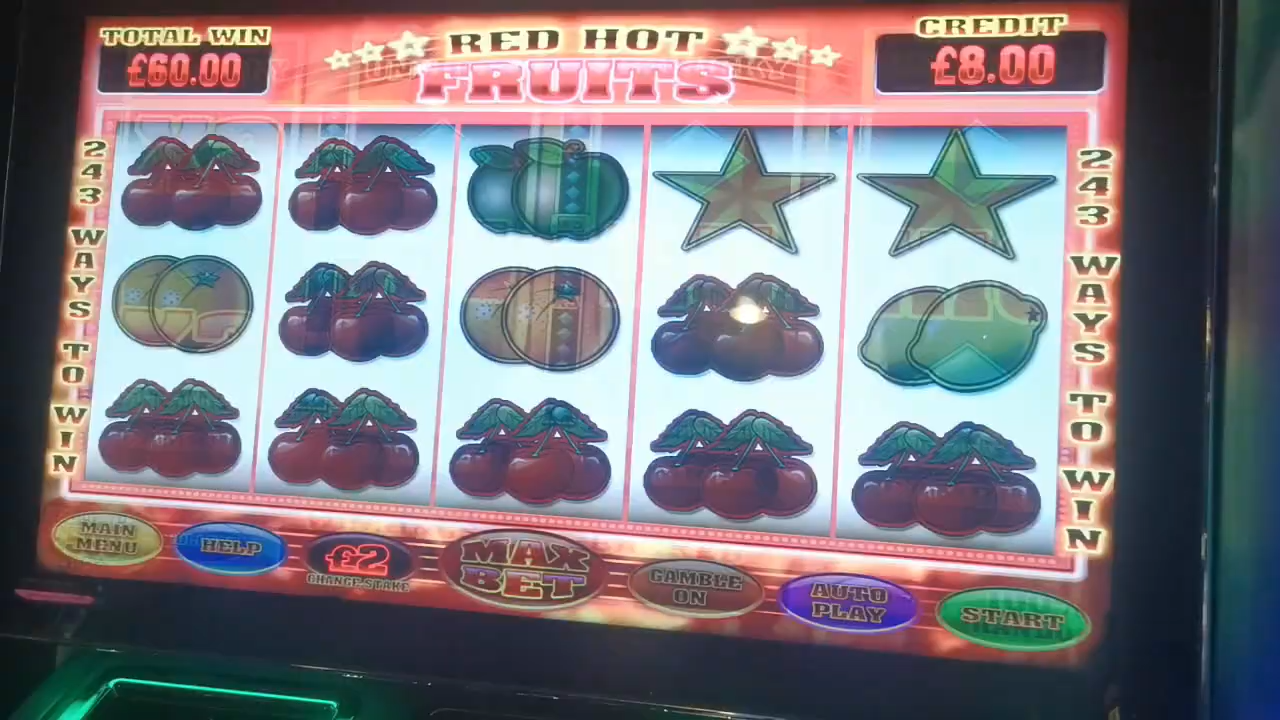 TOTAL WIN
£60.00
RED HOT
FRUITS
CREDIT
£8.00
243 WAYS TO WIN
243 WAYS TO WIN
MAIN
MENU
HELP
£2
CHANGE STAKE
MAX
BET
GAMBLE
ON
AUTO
PLAY
START